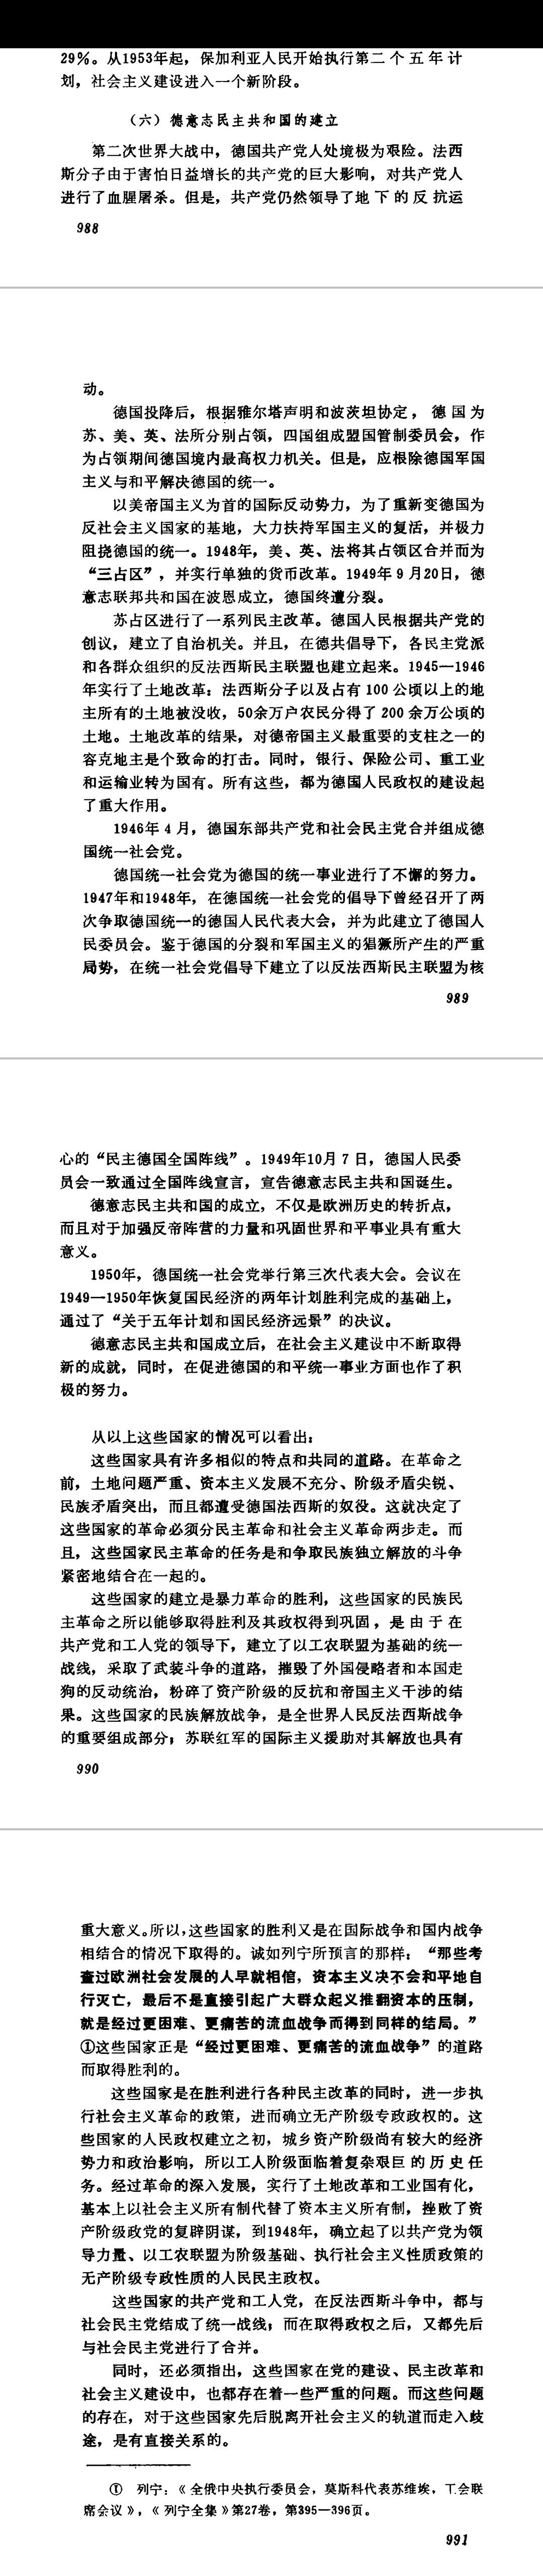 29％。从1953年起，保加利亚人民开始执行第二个五年计
划，社会主义建设进入一个新阶段。
（六）德意志民主共和国的建立
第二次世界大战中，德国共产党人处境极为艰险。法西
斯分子由于害怕日益增长的共产党的巨大影响，对共产党人
进行了血腥屠杀。但是，共产党仍然领导了地下的反抗运
988
动。
德国投降后，根据雅尔塔声明和波茨坦协定，德国为
苏、美、英、法所分别占领，四国组成盟国管制委员会，作
为占领期间德国境内最高权力机关。但是，应根除德国军国
主义与和平解决德国的统一。
以美帝国主义为首的国际反动势力，为了重新变德国为
反社会主义国家的基地，大力扶持军国主义的复活，并极力
阻挠德国的统一。1948年，美、英、法将其占领区合并而为
“三占区”，并实行单独的货币改革。1949年9月20日，德
意志联邦共和国在波恩成立，德国终遭分裂。
苏占区进行了一系列民主改革。德国人民根据共产党的
创议，建立了自治机关。并且，在德共倡导下，各民主党派
和各群众组织的反法西斯民主联盟也建立起来。1945—1946
年实行了土地改革：法西斯分子以及占有100公顷以上的地
主所有的土地被没收，50余万户农民分得了200余万公顷的
土地。土地改革的结果，对德帝国主义最重要的支柱之一的
容克地主是个致命的打击。同时，银行、保险公司、重工业
和运输业转为国有。所有这些，都为德国人民政权的建设起
了重大作用。
1946年4月，德国东部共产党和社会民主党合并组成德
国统一社会党。
德国统一社会党为德国的统一事业进行了不懈的努力。
1947年和1948年，在德国统一社会党的倡导下曾经召开了两
次争取德国统一的德国人民代表大会，并为此建立了德国人
民委员会。鉴于德国的分裂和军国主义的猖獗所产生的严重
局势，在统一社会党倡导下建立了以反法西斯民主联盟为核
989
心的“民主德国全国阵线”。1949年10月7日，德国人民委
员会一致通过全国阵线宣言，宣告德意志民主共和国诞生。
德意志民主共和国的成立，不仅是欧洲历史的转折点，
而且对于加强反帝阵营的力量和巩固世界和平事业具有重大
意义。
1950年，德国统一社会党举行第三次代表大会。会议在
1949—1950年恢复国民经济的两年计划胜利完成的基础上，
通过了“关于五年计划和国民经济远景”的决议。
德意志民主共和国成立后，在社会主义建设中不断取得
新的成就，同时，在促进德国的和平统一事业方面也作了积
极的努力。
从以上这些国家的情况可以看出：
这些国家具有许多相似的特点和共同的道路。在革命之
前，土地问题严重、资本主义发展不充分、阶级矛盾尖锐、
民族矛盾突出，而且都遭受德国法西斯的奴役。这就决定了
这些国家的革命必须分民主革命和社会主义革命两步走。而
且，这些国家民主革命的任务是和争取民族独立解放的斗争
紧密地结合在一起的。
这些国家的建立是暴力革命的胜利，这些国家的民族民
主革命之所以能够取得胜利及其政权得到巩固，是由于在
共产党和工人党的领导下，建立了以工农联盟为基础的统一
战线，采取了武装斗争的道路，摧毁了外国侵略者和本国走
狗的反动统治，粉碎了资产阶级的反抗和帝国主义干涉的结
果。这些国家的民族解放战争，是全世界人民反法西斯战争
的重要组成部分；苏联红军的国际主义援助对其解放也具有
990
重大意义。所以，这些国家的胜利又是在国际战争和国内战争
相结合的情况下取得的。诚如列宁所预言的那样：“那些考
查过欧洲社会发展的人早就相信，资本主义决不会和平地自
行灭亡，最后不是直接引起广大群众起义推翻资本的压制，
就是经过更困难、更痛苦的流血战争而得到同样的结局。”
①这些国家正是“经过更困难、更痛苦的流血战争”的道路
而取得胜利的。
这些国家是在胜利进行各种民主改革的同时，进一步执
行社会主义革命的政策，进而确立无产阶级专政政权的。这
些国家的人民政权建立之初，城乡资产阶级尚有较大的经济
势力和政治影响，所以工人阶级面临着复杂艰巨的历史任
务。经过革命的深入发展，实行了土地改革和工业国有化，
基本上以社会主义所有制代替了资本主义所有制，挫败了资
产阶级政党的复辟阴谋，到1948年，确立起了以共产党为领
导力量、以工农联盟为阶级基础、执行社会主义性质政策的
无产阶级专政性质的人民民主政权。
这些国家的共产党和工人党，在反法西斯斗争中，都与
社会民主党结成了统一战线；而在取得政权之后，又都先后
与社会民主党进行了合并。
同时，还必须指出，这些国家在党的建设、民主改革和
社会主义建设中，也都存在着一些严重的问题。而这些问题
的存在，对于这些国家先后脱离开社会主义的轨道而走入歧
途，是有直接关系的。
① 列宁：《全俄中央执行委员会，莫斯科代表苏维埃，工会联
席会议》，《列宁全集》第27卷，第395—396页。
991